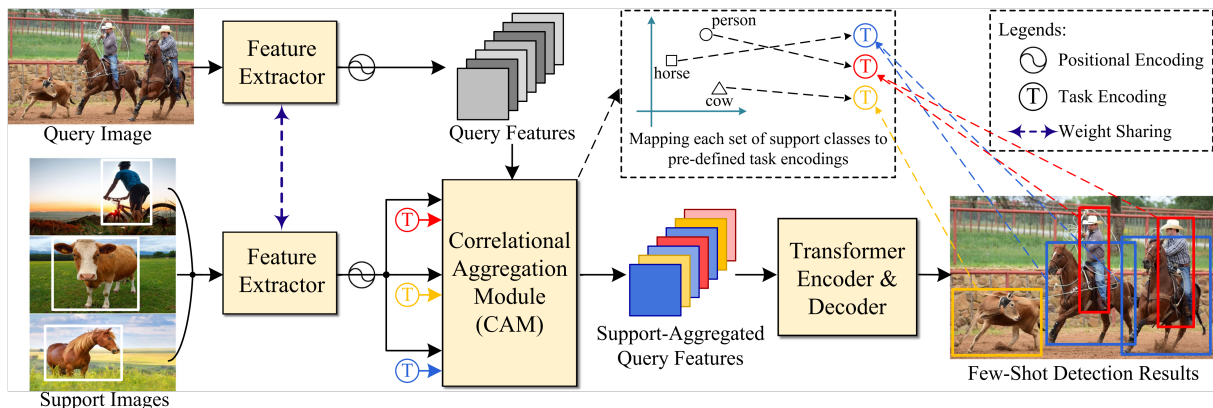 Feature
Extractor
Query Image
Query Features
person
horse
cow
T
T
T
Mapping each set of support classes to
pre-defined task encodings
Legends:
Positional Encoding
T
Task Encoding
Weight Sharing
Feature
Extractor
T
T
T
Correlational
Aggregation
Module
(CAM)
Support-Aggregated
Query Features
Transformer
Encoder &
Decoder
Few-Shot Detection Results
Support Images